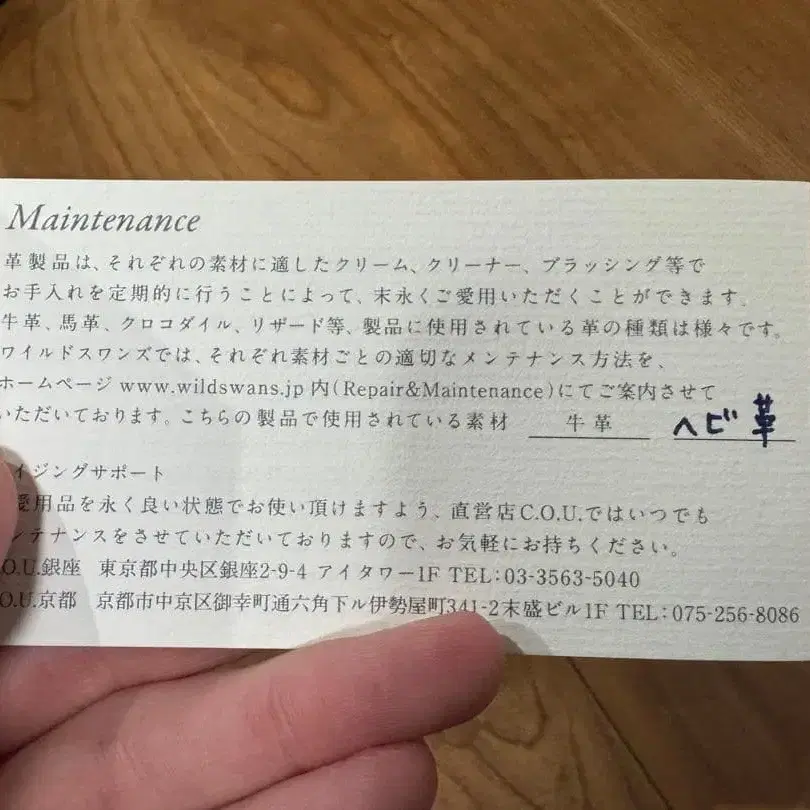 Maintenance
革製品は、それぞれの素材に適したクリーム、クリーナー、ブラッシング等で
お手入れを定期的に行うことによって、末永くご愛用いただくことができます。
牛革、馬革、クロコダイル、リザード等、製品に使用されている革の種類は様々です。
ワイルドスワンズでは、それぞれ素材ごとの適切なメンテナンス方法を、
ホームページ www.wildswans.jp 内(Repair&Maintenance)にてご案内させて
いただいております。こちらの製品で使用されている素材 牛革 ヘビ革
イジングサポート
愛用品を永く良い状態でお使い頂けますよう、直営店C.O.U.ではいつでも
ンテナンスをさせていただいておりますので、お気軽にお持ちください。
.O.U.銀座 東京都中央区銀座2-9-4 アイタワー1F TEL:03-3563-5040
.O.U.京都 京都市中京区御幸町通六角下ル伊勢屋町341-2末盛ビル1F TEL:075-256-8086